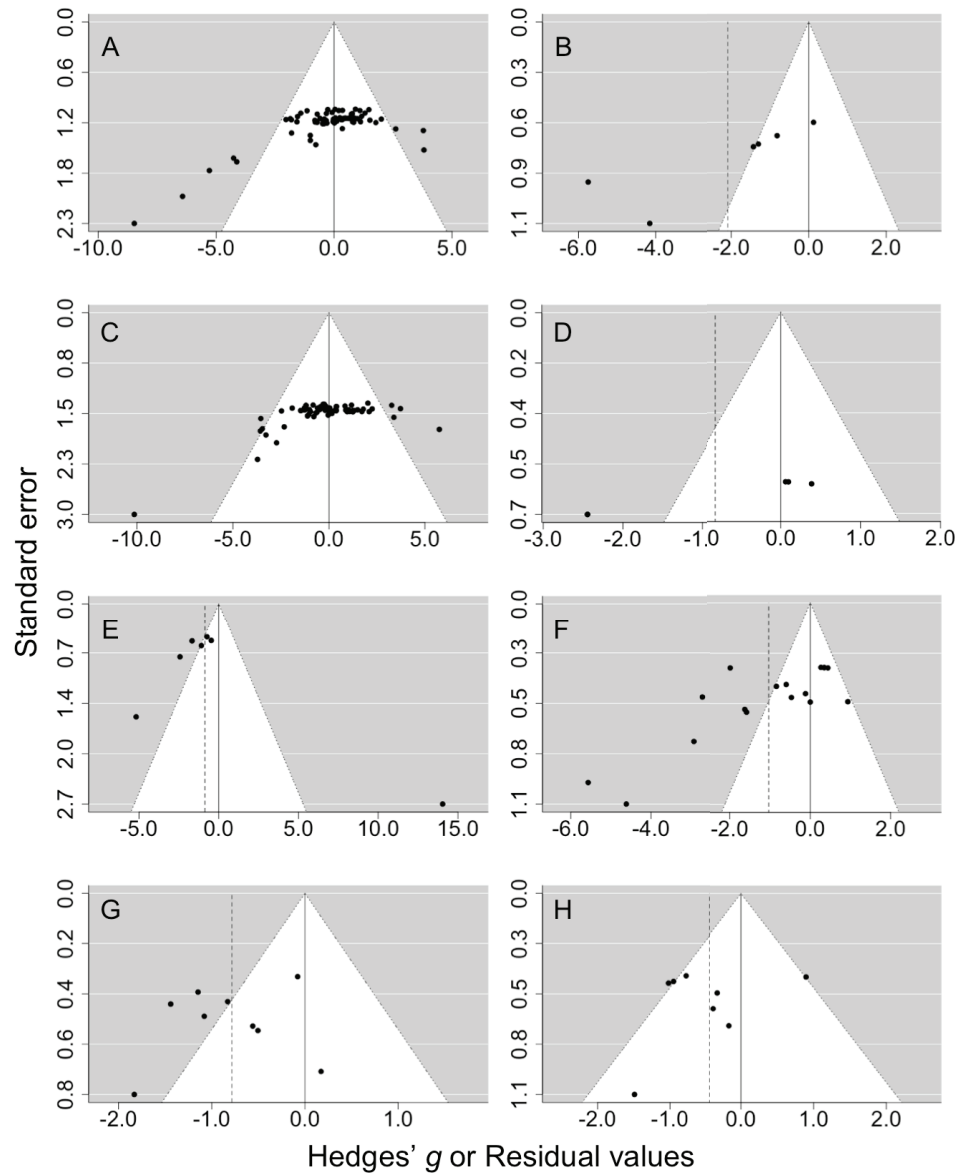 A
0.0
0.6
1.2
1.8
2.3
-10.0 -5.0 0.0 5.0
B
0.0
0.3
0.6
0.9
1.1
-6.0 -4.0 -2.0 0.0 2.0
C
0.0
0.8
1.5
2.3
3.0
-10.0 -5.0 0.0 5.0
D
0.0
0.2
0.4
0.5
0.7
-3.0 -2.0 -1.0 0.0 1.0 2.0
E
0.0
0.7
1.4
2.0
2.7
-5.0 0.0 5.0 10.0 15.0
F
0.0
0.3
0.5
0.8
1.1
-6.0 -4.0 -2.0 0.0 2.0
G
0.0
0.2
0.4
0.6
0.8
-2.0 -1.0 0.0 1.0
H
0.0
0.3
0.5
0.8
1.1
-2.0 -1.0 0.0 1.0 2.0
Standard error
Hedges’ g or Residual values